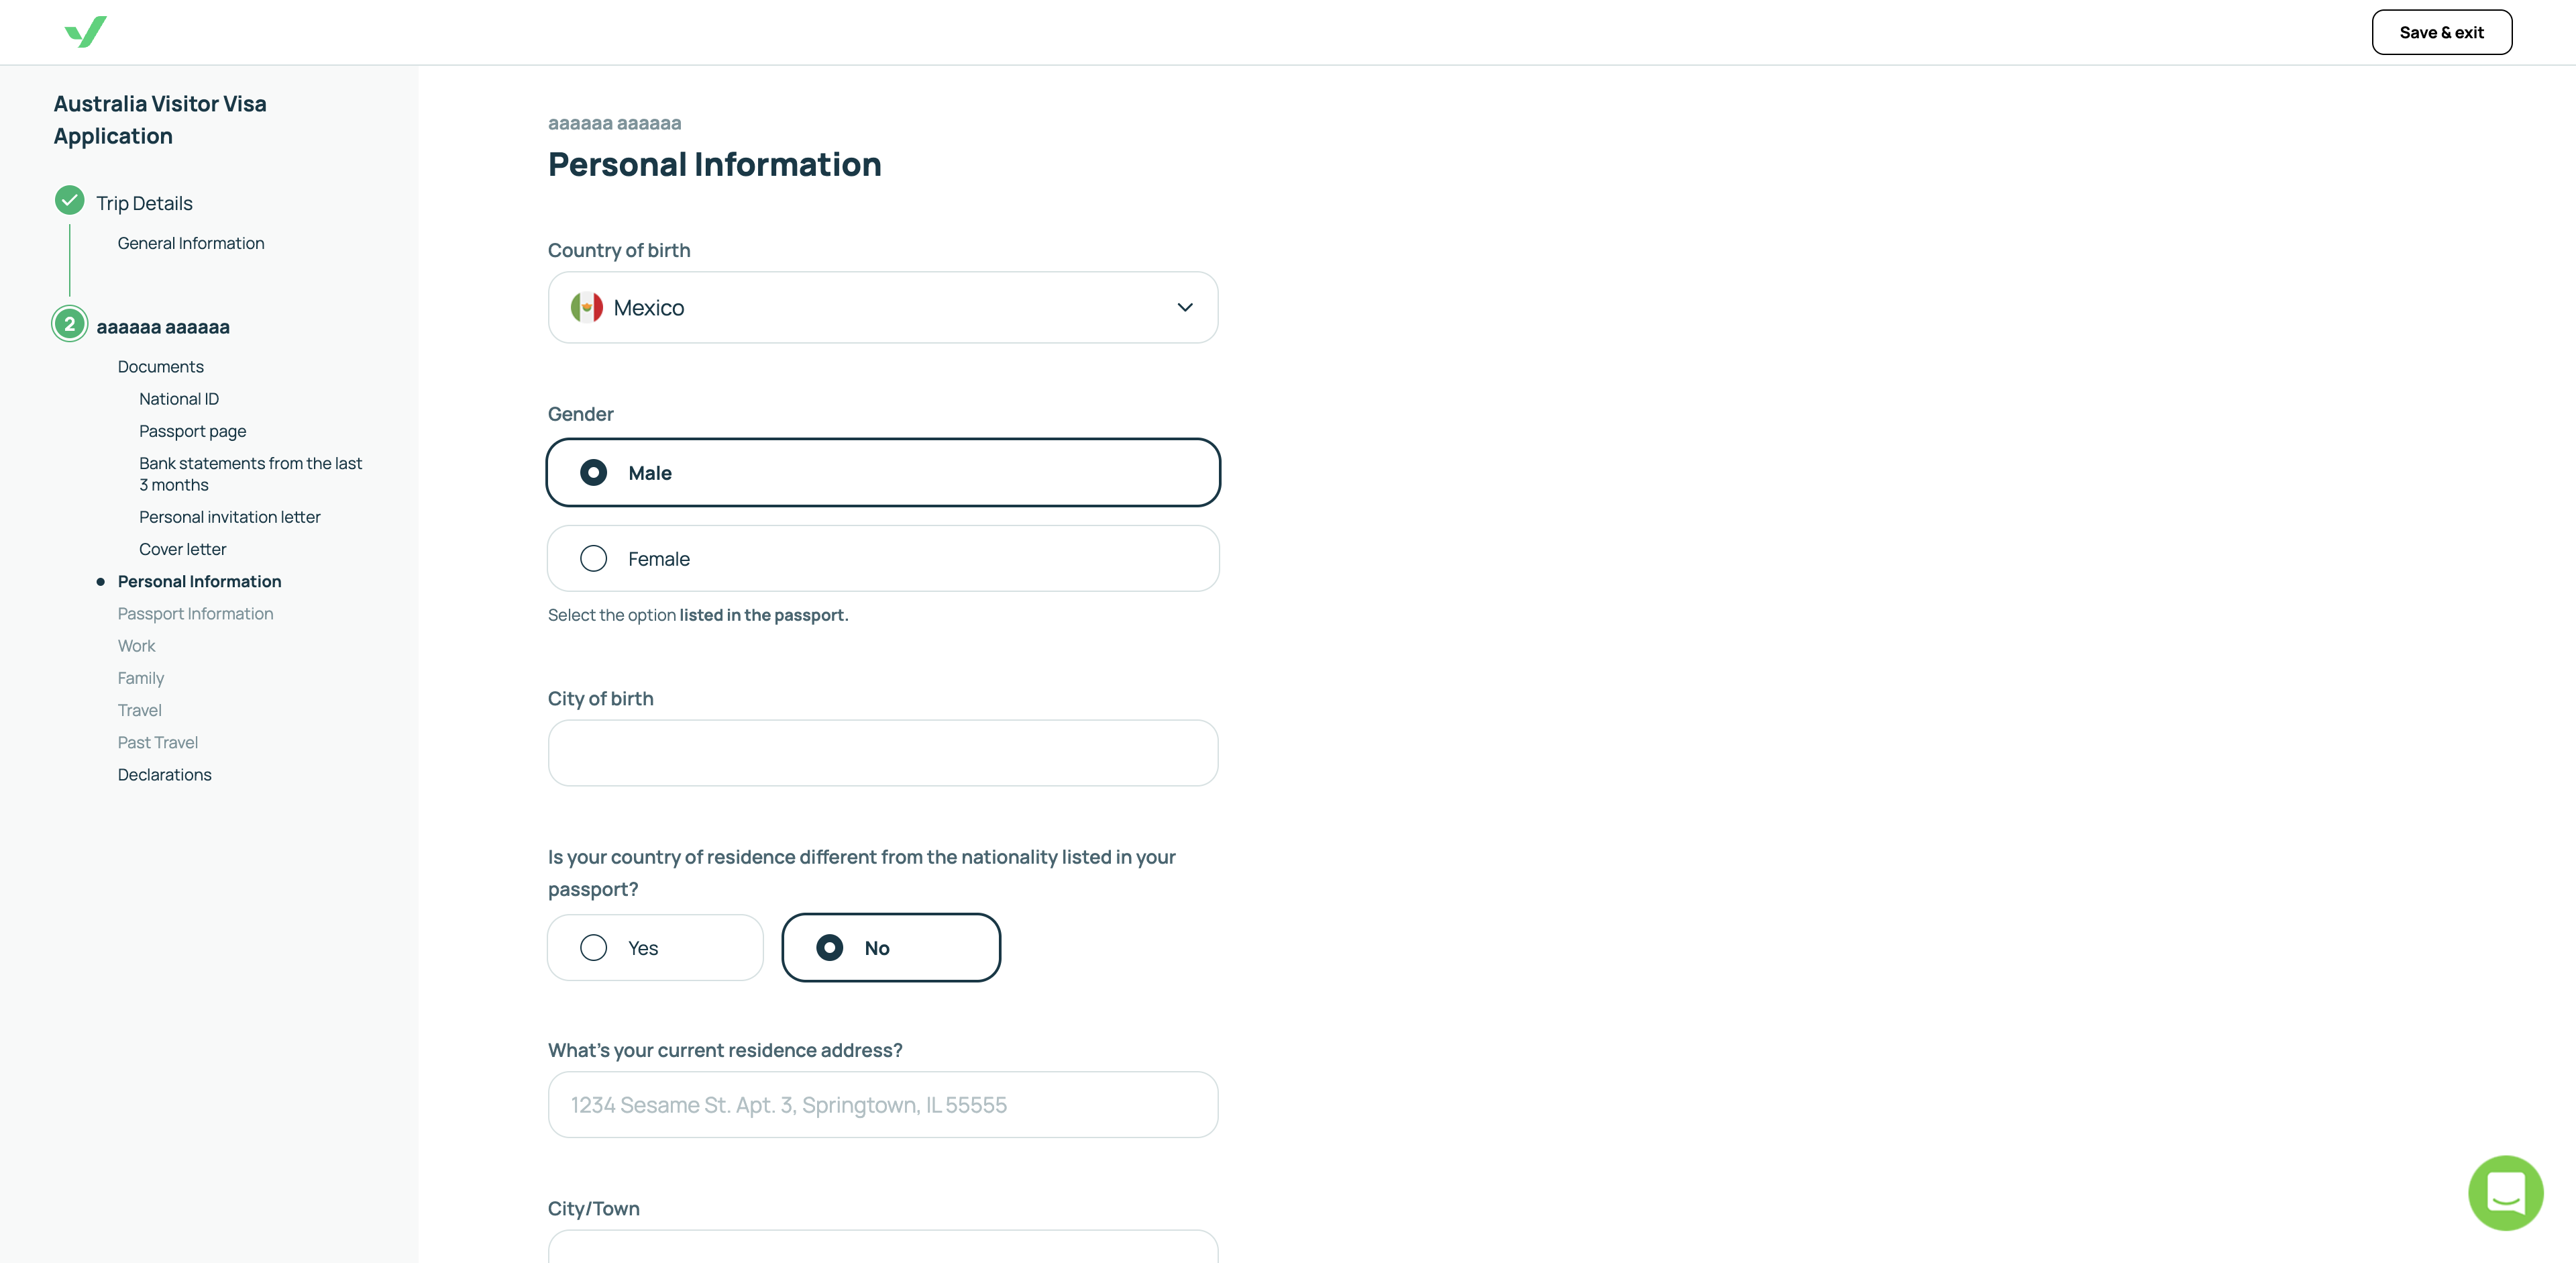 Save & exit
Australia Visitor Visa
Application
Trip Details
General Information
2
aaaaaa aaaaaa
Documents
National ID
Passport page
Bank statements from the last
3 months
Personal invitation letter
Cover letter
Personal Information
Passport Information
Work
Family
Travel
Past Travel
Declarations
aaaaaa aaaaaa
Personal Information
Country of birth
Mexico
Gender
Male
Female
Select the option listed in the passport.
City of birth
Is your country of residence different from the nationality listed in your
passport?
Yes
No
What's your current residence address?
1234 Sesame St. Apt. 3, Springtown, IL 55555
City/Town